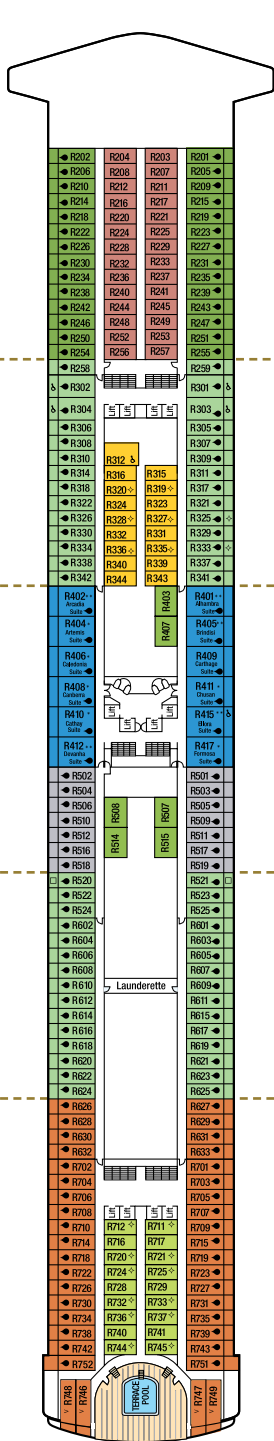 R202 R204 R203 R201
R206 R208 R207 R205
R210 R212 R211 R209
R214 R216 R217 R215
R218 R220 R221 R219
R222 R224 R225 R223
R226 R228 R229 R227
R230 R232 R233 R231
R234 R236 R237 R235
R238 R240 R241 R239
R242 R244 R245 R243
R246 R248 R249 R247
R250 R252 R253 R251
R254 R256 R257 R255
R258 R259
R302 R301
R304 Lift Lift Lift Lift R303
R306 R305
R308 R307
R310 R312 R309
R314 R316 R315 R311
R318 R320 R319 R317
R322 R324 R323 R321
R326 R328 R327 R325
R330 R332 R331 R329
R334 R336 R335 R333
R338 R340 R339 R337
R342 R344 R343 R341
R402** Arcadia Suite R403 R401** Alhambra Suite
R404* Artemis Suite R407 R405** Brindisi Suite
R406* Caledonia Suite R409 Carthage Suite
R408* Canberra Suite R411* Chusan Suite
R410* Cathay Suite Lift Lift Lift Lift R415** Ellora Suite
R412** Devanha Suite R417* Formosa Suite
R502 R501
R504 R503
R506 R508 R507 R505
R510 R509
R512 R514 R515 R511
R516 R517
R518 R519
R520 R521
R522 R523
R524 R525
R602 R601
R604 R603
R606 R605
R608 R607
R610 Launderette R609
R612 R611
R614 R615
R616 R617
R618 R619
R620 R621
R622 R623
R624 R625
R626 R627
R628 R629
R630 R631
R632 R633
R702 R701
R704 R703
R706 R705
R708 Lift Lift Lift Lift R707
R710 R712 R711 R709
R714 R716 R717 R715
R718 R720 R721 R719
R722 R724 R725 R723
R726 R728 R729 R727
R730 R732 R733 R731
R734 R736 R737 R735
R738 R740 R741 R739
R742 R744 R745 R743
R752 R751
R748 R746 TERRACE POOL R747 R749